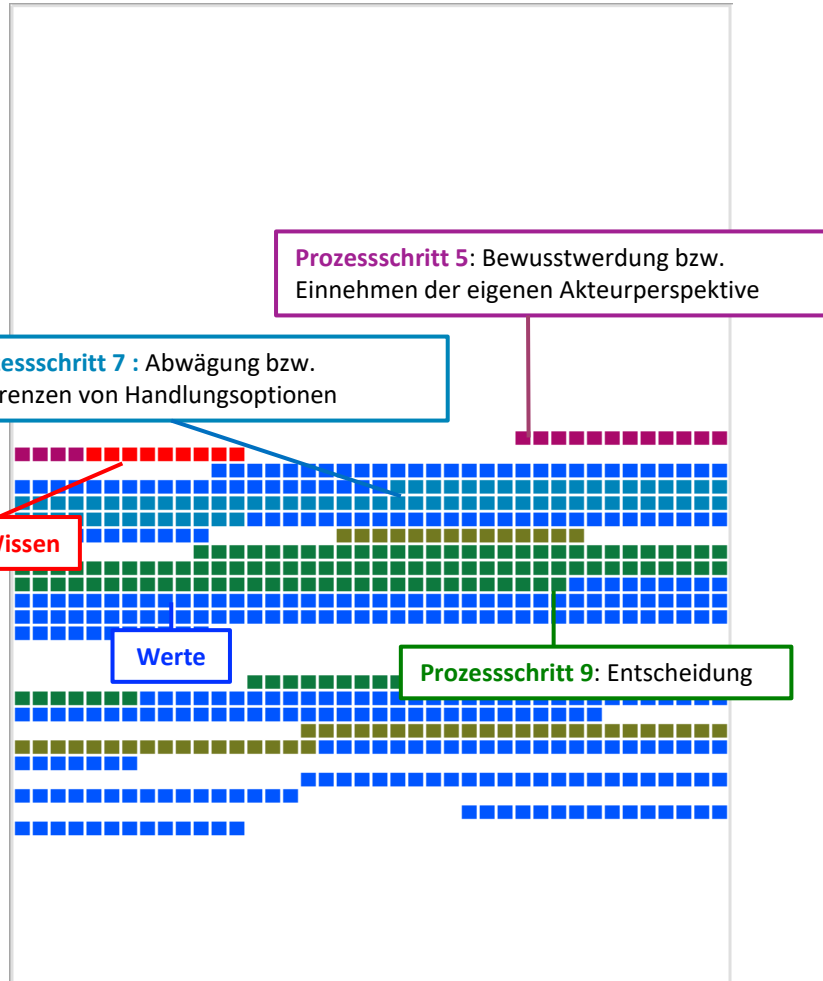 Prozessschritt 5: Bewusstwerdung bzw.
Einnehmen der eigenen Akteurperspektive
essschritt 7 : Abwägung bzw.
renzen von Handlungsoptionen
issen
Werte
Prozessschritt 9: Entscheidung